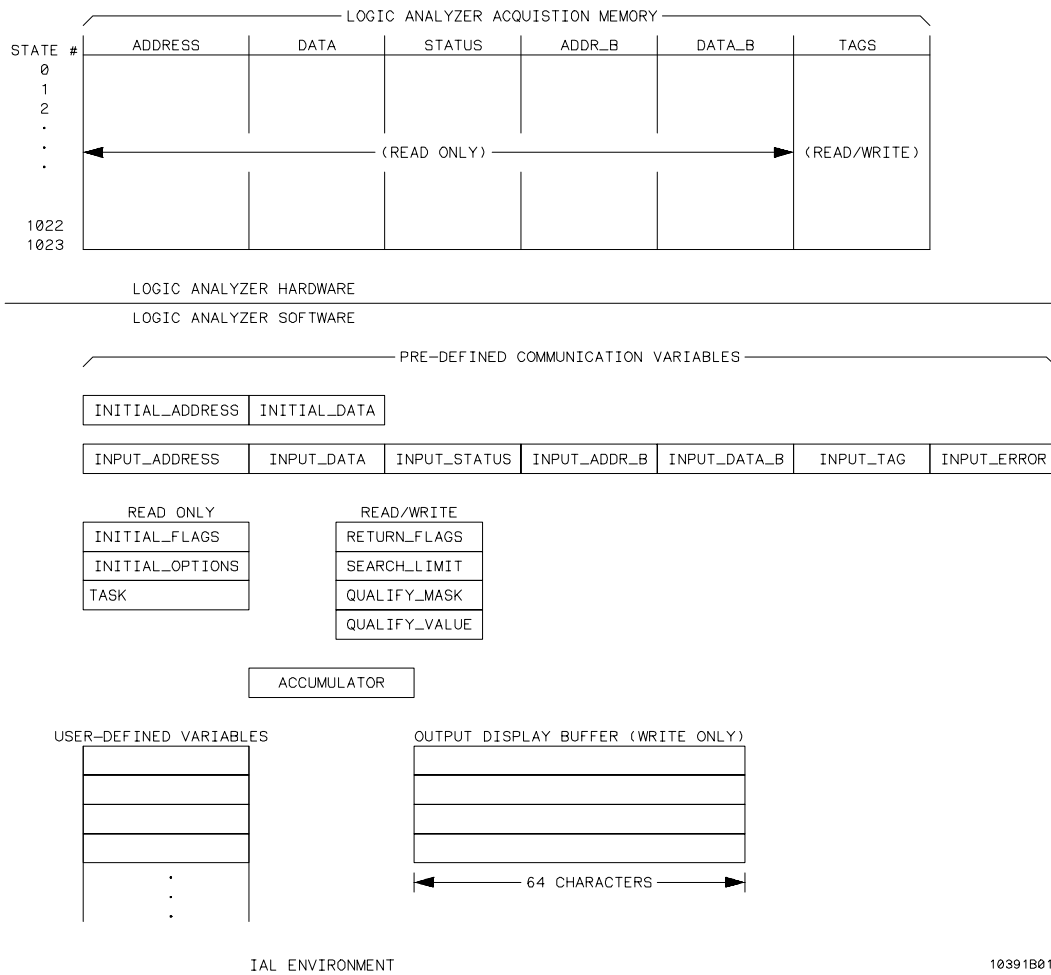 LOGIC ANALYZER ACQUISTION MEMORY
STATE # ADDRESS DATA STATUS ADDR_B DATA_B TAGS
0
1
2
.
.
.
(READ ONLY) (READ/WRITE)
1022
1023
LOGIC ANALYZER HARDWARE
LOGIC ANALYZER SOFTWARE
PRE-DEFINED COMMUNICATION VARIABLES
INITIAL_ADDRESS INITIAL_DATA
INPUT_ADDRESS INPUT_DATA INPUT_STATUS INPUT_ADDR_B INPUT_DATA_B INPUT_TAG INPUT_ERROR
READ ONLY READ/WRITE
INITIAL_FLAGS RETURN_FLAGS
INITIAL_OPTIONS SEARCH_LIMIT
TASK QUALIFY_MASK
QUALIFY_VALUE
ACCUMULATOR
USER-DEFINED VARIABLES OUTPUT DISPLAY BUFFER (WRITE ONLY)
.
.
.
64 CHARACTERS
IAL ENVIRONMENT 10391B01